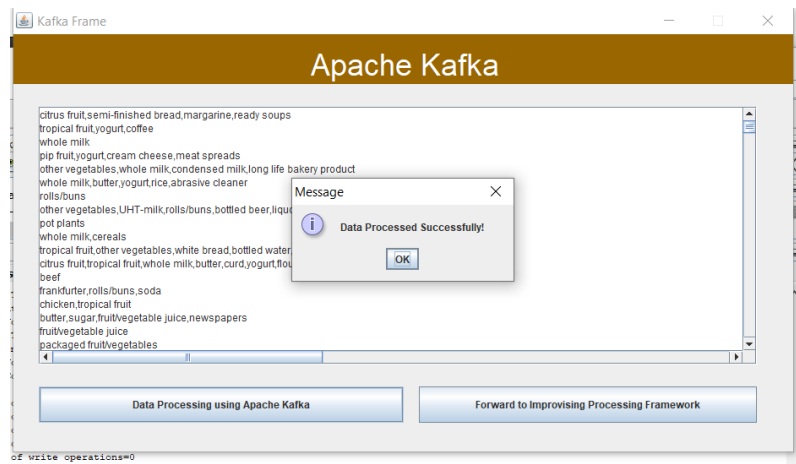 Kafka Frame
Apache Kafka
citrus fruit,semi-finished bread,margarine,ready soups
tropical fruit,yogurt,coffee
whole milk
pip fruit,yogurt,cream cheese,meat spreads
other vegetables,whole milk,condensed milk,long life bakery product
whole milk,butter,yogurt,rice,abrasive cleaner
rolls/buns
other vegetables,UHT-milk,rolls/buns,bottled beer,liquo
pot plants
whole milk,cereals
tropical fruit,other vegetables,white bread,bottled water,
citrus fruit,tropical fruit,whole milk,butter,curd,yogurt,flou
beef
frankfurter,rolls/buns,soda
chicken,tropical fruit
butter,sugar,fruit/vegetable juice,newspapers
fruit/vegetable juice
packaged fruit/vegetables
Message
Data Processed Successfully!
OK
Data Processing using Apache Kafka
Forward to Improvising Processing Framework
of write operations=0